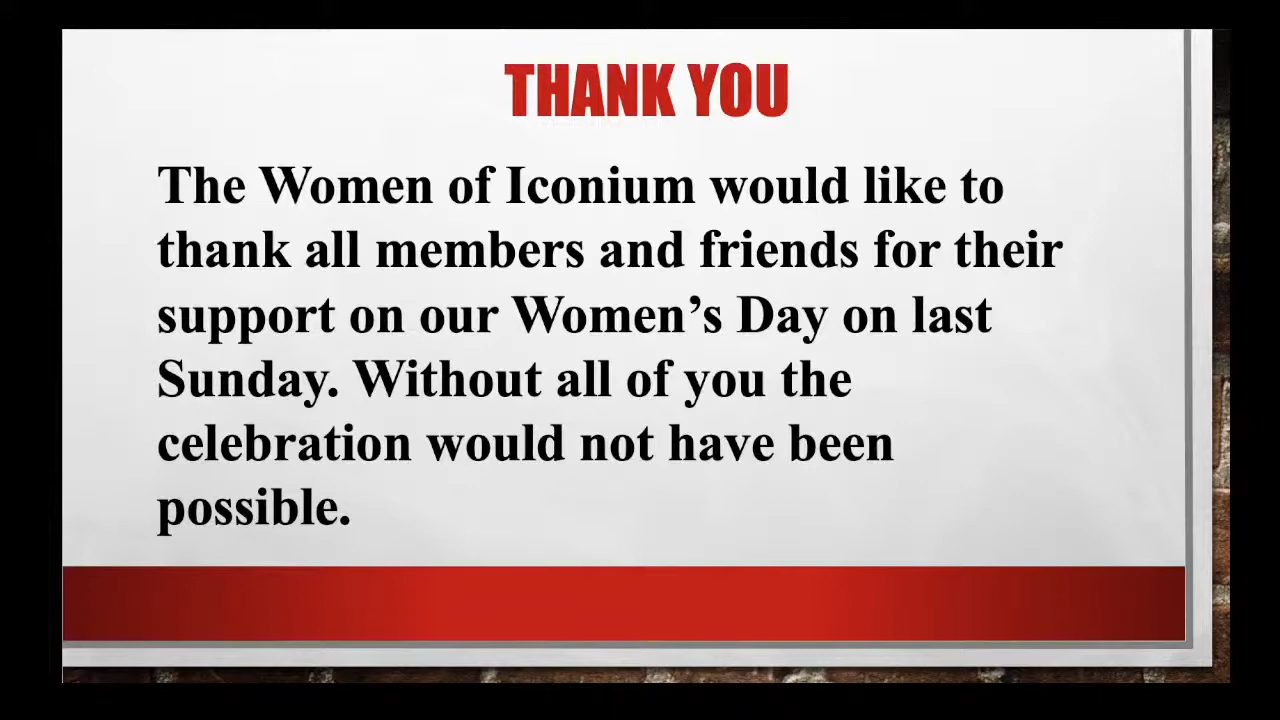 THANK YOU
The Women of Iconium would like to
thank all members and friends for their
support on our Women’s Day on last
Sunday. Without all of you the
celebration would not have been
possible.